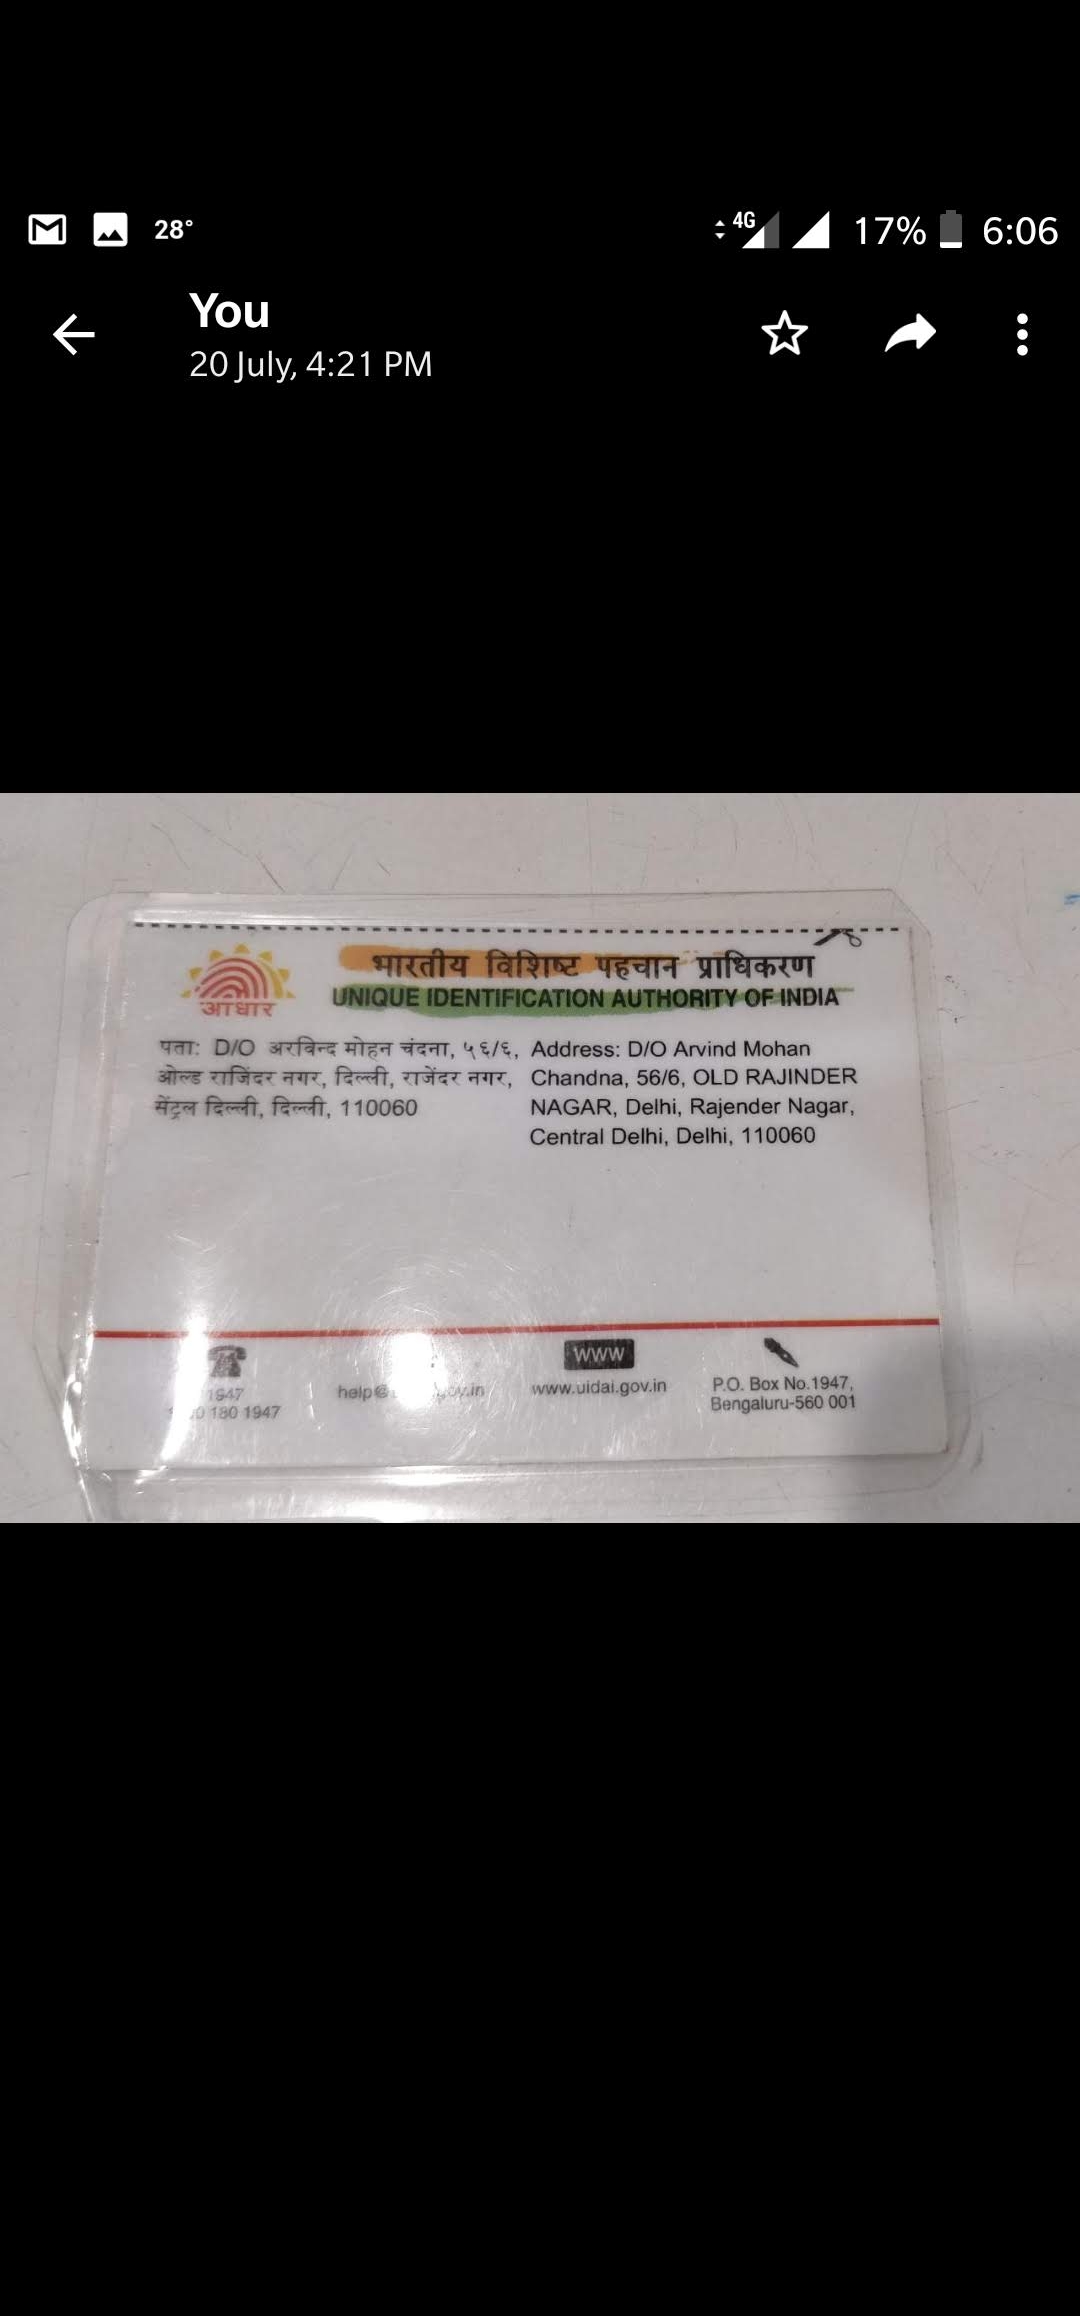 28°
4G
17%
6:06
You
20 July, 4:21 PM
आधार
भारतीय विशिष्ट पहचान प्राधिकरण
UNIQUE IDENTIFICATION AUTHORITY OF INDIA
पता: D/O अरविन्द मोहन चंदना, ५६/६,
ओल्ड राजिंदर नगर, दिल्ली, राजेंदर नगर,
सेंट्रल दिल्ली, दिल्ली, 110060
Address: D/O Arvind Mohan
Chandna, 56/6, OLD RAJINDER
NAGAR, Delhi, Rajender Nagar,
Central Delhi, Delhi, 110060
1947
180 1947
www
www.uidai.gov.in
P.O. Box No.1947,
Bengaluru-560 001